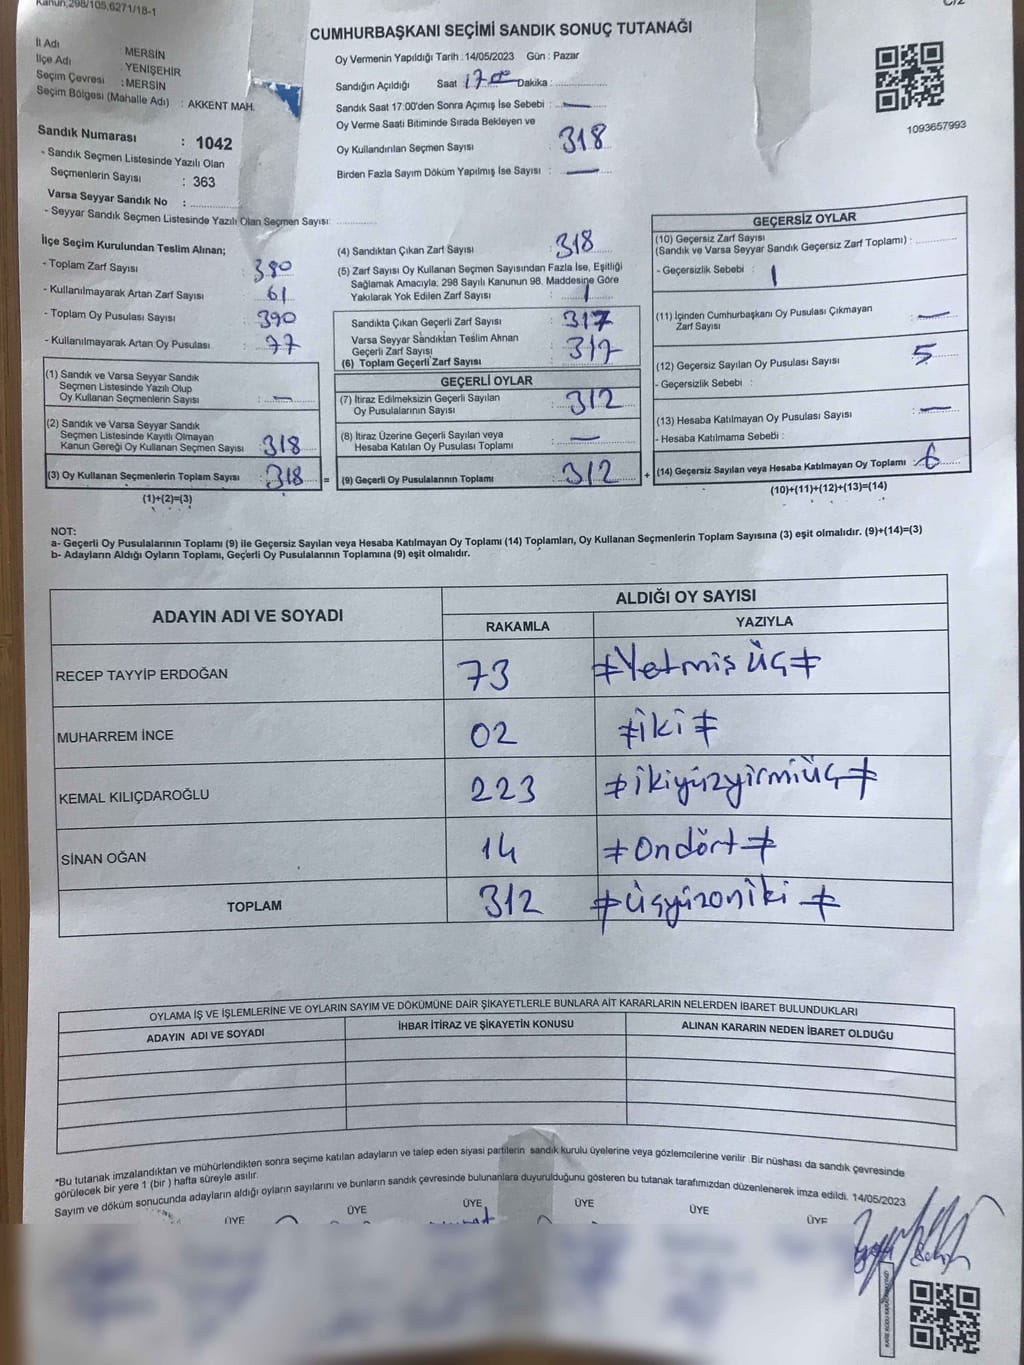 Kanun,298/105,6271/18-1
CUMHURBAŞKANI SEÇİMİ SANDIK SONUÇ TUTANAĞI
İl Adı : MERSİN
İlçe Adı : YENİŞEHİR
Seçim Çevresi : MERSİN
Seçim Bölgesi (Mahalle Adı) : AKKENT MAH.
Oy Vermenin Yapıldığı Tarih : 14/05/2023 Gün : Pazar
Sandığın Açıldığı Saat 17 00 Dakika :
Sandık Saat 17:00'den Sonra Açımış İse Sebebi : —
Oy Verme Saati Bitiminde Sırada Bekleyen ve
Oy Kullandırılan Seçmen Sayısı : 318
Birden Fazla Sayım Döküm Yapılmış İse Sayısı : —
1093657993
Sandık Numarası : 1042
- Sandık Seçmen Listesinde Yazılı Olan
Seçmenlerin Sayısı : 363
Varsa Seyyar Sandık No :
- Seyyar Sandık Seçmen Listesinde Yazılı Olan Seçmen Sayısı:
İlçe Seçim Kurulundan Teslim Alınan;
- Toplam Zarf Sayısı : 380
- Kullanılmayarak Artan Zarf Sayısı : 61
- Toplam Oy Pusulası Sayısı : 390
- Kullanılmayarak Artan Oy Pusulası : 77
(1) Sandık ve Varsa Seyyar Sandık
Seçmen Listesinde Yazılı Olup
Oy Kullanan Seçmenlerin Sayısı : —
(2) Sandık ve Varsa Seyyar Sandık
Seçmen Listesinde Kayıtlı Olmayan
Kanun Gereği Oy Kullanan Seçmen Sayısı : 318
(3) Oy Kullanan Seçmenlerin Toplam Sayısı : 318
(1)+(2)=(3)
(4) Sandıktan Çıkan Zarf Sayısı : 318
(5) Zarf Sayısı Oy Kullanan Seçmen Sayısından Fazla İse, Eşitliği
Sağlamak Amacıyla; 298 Sayılı Kanunun 98. Maddesine Göre
Yakılarak Yok Edilen Zarf Sayısı : 1
Sandıkta Çıkan Geçerli Zarf Sayısı : 317
Varsa Seyyar Sandıktan Teslim Alınan
Geçerli Zarf Sayısı
(6) Toplam Geçerli Zarf Sayısı : 317
GEÇERLİ OYLAR
(7) İtiraz Edilmeksizin Geçerli Sayılan
Oy Pusulalarının Sayısı : 312
(8) İtiraz Üzerine Geçerli Sayılan veya
Hesaba Katılan Oy Pusulası Toplamı : —
= (9) Geçerli Oy Pusulalarının Toplamı : 312 +
GEÇERSİZ OYLAR
(10) Geçersiz Zarf Sayısı
(Sandık ve Varsa Seyyar Sandık Geçersiz Zarf Toplamı) :
- Geçersizlik Sebebi : 1
(11) İçinden Cumhurbaşkanı Oy Pusulası Çıkmayan
Zarf Sayısı : —
(12) Geçersiz Sayılan Oy Pusulası Sayısı : 5
- Geçersizlik Sebebi :
(13) Hesaba Katılmayan Oy Pusulası Sayısı : —
- Hesaba Katılmama Sebebi :
(14) Geçersiz Sayılan veya Hesaba Katılmayan Oy Toplamı : 6
(10)+(11)+(12)+(13)=(14)
NOT:
a- Geçerli Oy Pusulalarının Toplamı (9) ile Geçersiz Sayılan veya Hesaba Katılmayan Oy Toplamı (14) Toplamları, Oy Kullanan Seçmenlerin Toplam Sayısına (3) eşit olmalıdır. (9)+(14)=(3)
b- Adayların Aldığı Oyların Toplamı, Geçerli Oy Pusulalarının Toplamına (9) eşit olmalıdır.
ADAYIN ADI VE SOYADI ALDIĞI OY SAYISI
RAKAMLA YAZIYLA
RECEP TAYYİP ERDOĞAN 73 ≠Yetmiş üç≠
MUHARREM İNCE 02 ≠iki≠
KEMAL KILIÇDAROĞLU 223 ≠ikiyüzyirmiüç≠
SİNAN OĞAN 14 ≠Ondört≠
TOPLAM 312 ≠üçyüzoniki≠
OYLAMA İŞ VE İŞLEMLERİNE VE OYLARIN SAYIM VE DÖKÜMÜNE DAİR ŞİKAYETLERLE BUNLARA AİT KARARLARIN NELERDEN İBARET BULUNDUKLARI
ADAYIN ADI VE SOYADI İHBAR İTİRAZ VE ŞİKAYETİN KONUSU ALINAN KARARIN NEDEN İBARET OLDUĞU
*Bu tutanak imzalandıktan ve mühürlendikten sonra seçime katılan adayların ve talep eden siyasi partilerin sandık kurulu üyelerine veya gözlemcilerine verilir. Bir nüshası da sandık çevresinde
görülecek bir yere 1 (bir) hafta süreyle asılır.
Sayım ve döküm sonucunda adayların aldığı oyların sayılarını ve bunların sandık çevresinde bulunanlara duyurulduğunu gösteren bu tutanak tarafımızdan düzenlenerek imza edildi. 14/05/2023
ÜYE ÜYE ÜYE ÜYE ÜYE ÜYE